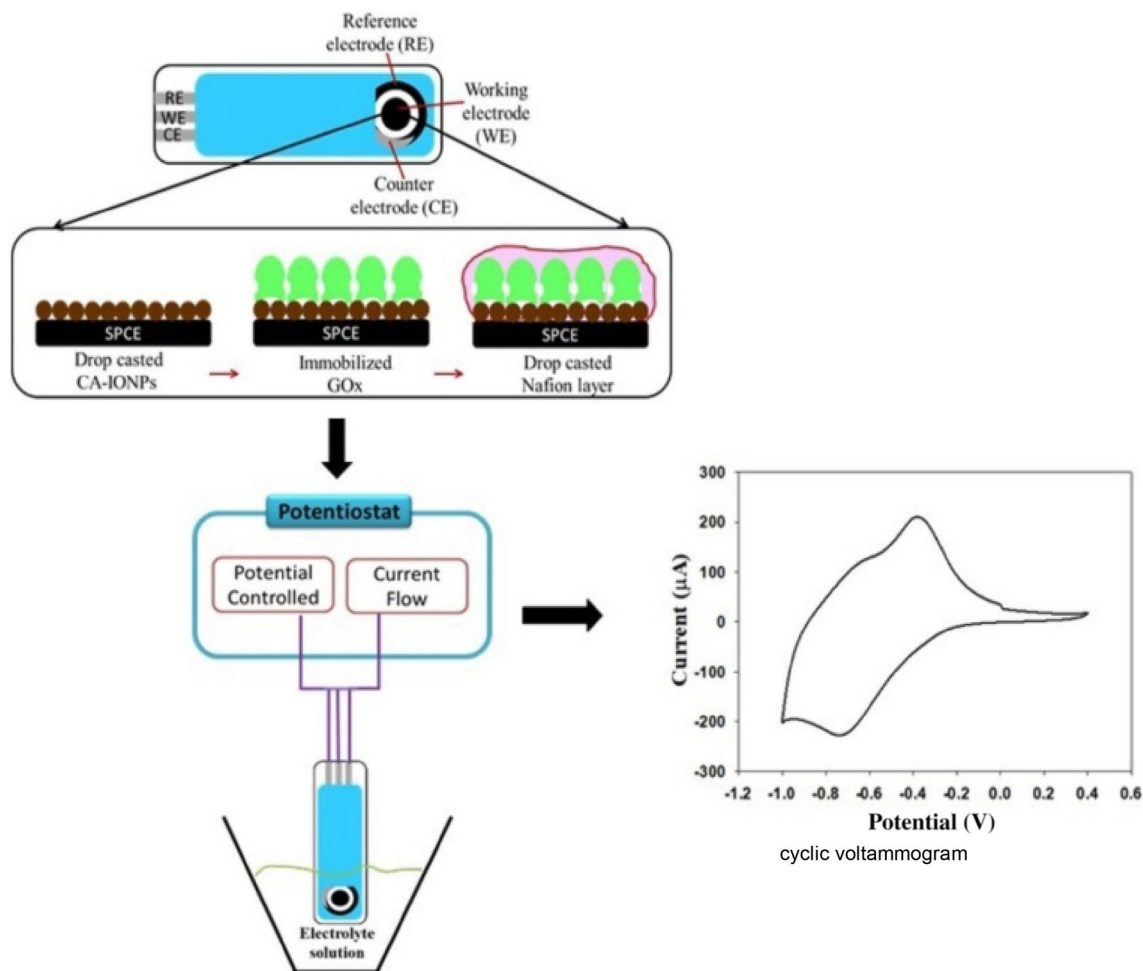 Reference
electrode (RE)
RE
WE
CE
Working
electrode
(WE)
Counter
electrode (CE)
SPCE
SPCE
SPCE
Drop casted
CA-IONPs
Immobilized
GOx
Drop casted
Nafion layer
Potentiostat
Potential
Controlled
Current
Flow
Electrolyte
solution
300
200
100
0
-100
-200
-300
Current (µA)
-1.2 -1.0 -0.8 -0.6 -0.4 -0.2 0.0 0.2 0.4 0.6
Potential (V)
cyclic voltammogram